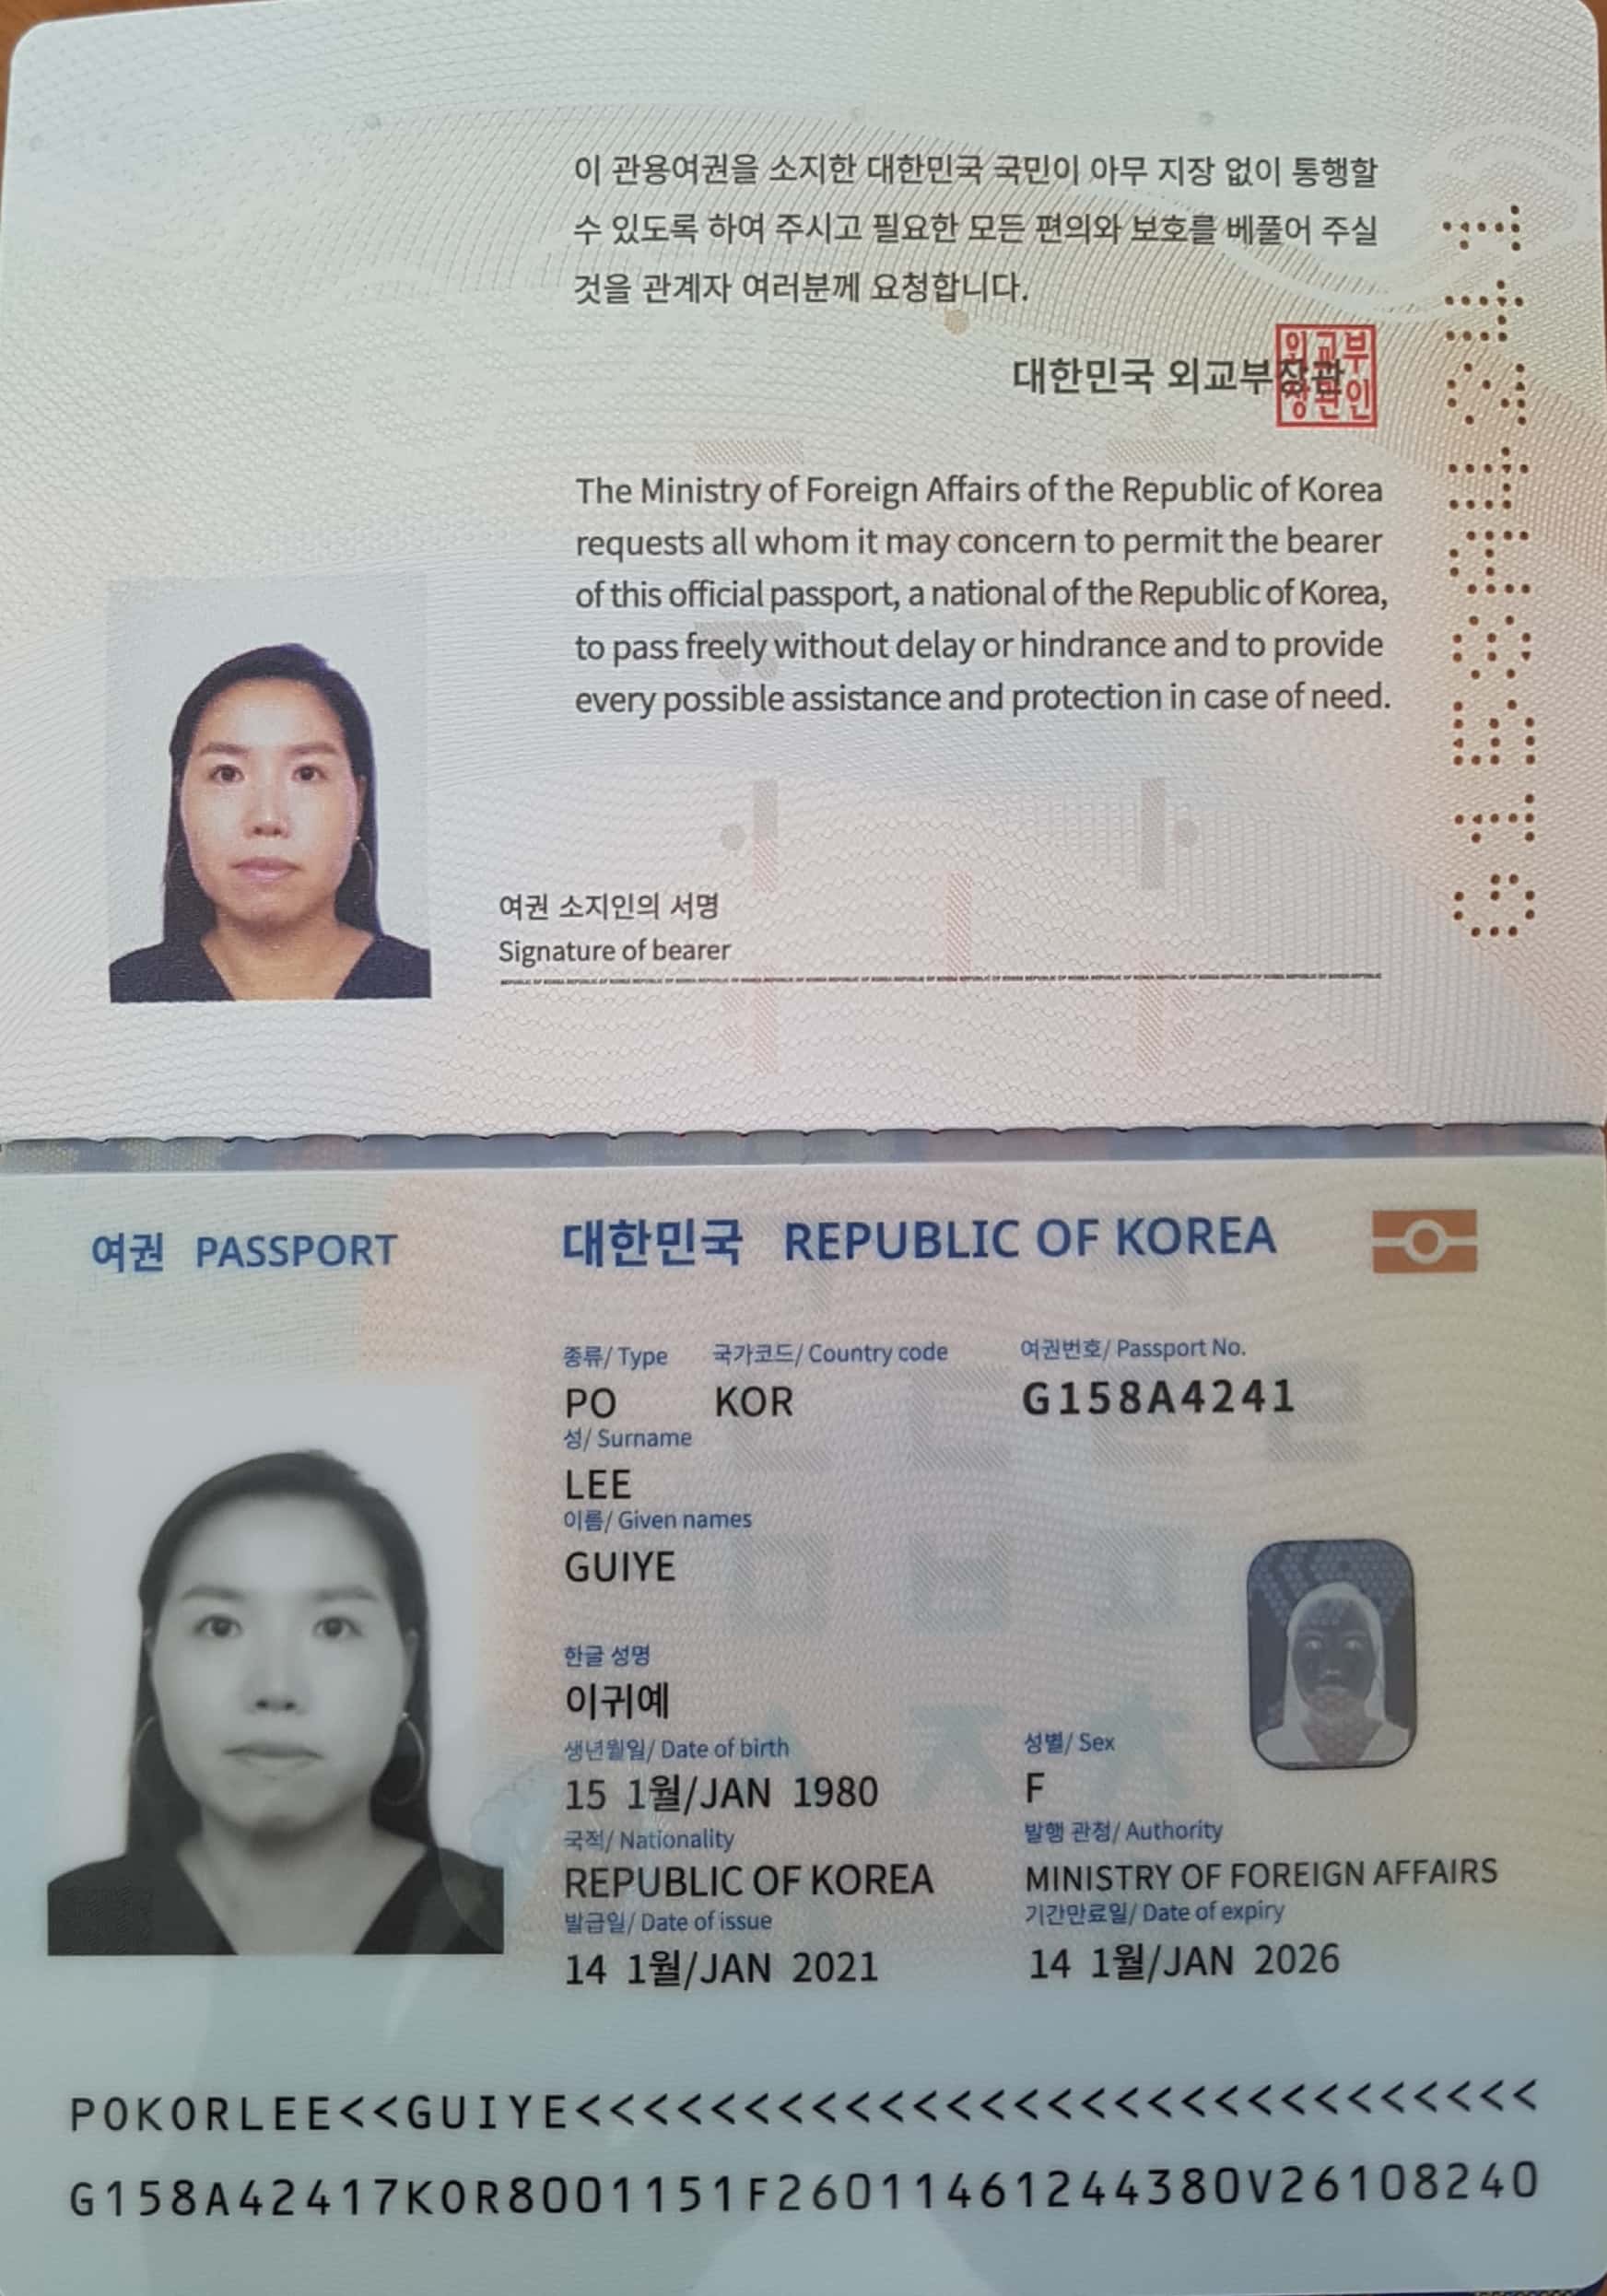 이 관용여권을 소지한 대한민국 국민이 아무 지장 없이 통행할
수 있도록 하여 주시고 필요한 모든 편의와 보호를 베풀어 주실
것을 관계자 여러분께 요청합니다.
대한민국 외교부장관
외교부
장관인
The Ministry of Foreign Affairs of the Republic of Korea
requests all whom it may concern to permit the bearer
of this official passport, a national of the Republic of Korea,
to pass freely without delay or hindrance and to provide
every possible assistance and protection in case of need.
여권 소지인의 서명
Signature of bearer
G158A4241
여권 PASSPORT
대한민국 REPUBLIC OF KOREA
종류/ Type 국가코드/ Country code 여권번호/ Passport No.
PO KOR G158A4241
성/ Surname
LEE
이름/ Given names
GUIYE
한글 성명
이귀예
생년월일/ Date of birth 성별/ Sex
15 1월/JAN 1980 F
국적/ Nationality 발행 관청/ Authority
REPUBLIC OF KOREA MINISTRY OF FOREIGN AFFAIRS
발급일/ Date of issue 기간만료일/ Date of expiry
14 1월/JAN 2021 14 1월/JAN 2026
POKORLEE<<GUIYE<<<<<<<<<<<<<<<<<<<<<<<<<<<<<
G158A42417KOR8001151F26011461244380V26108240